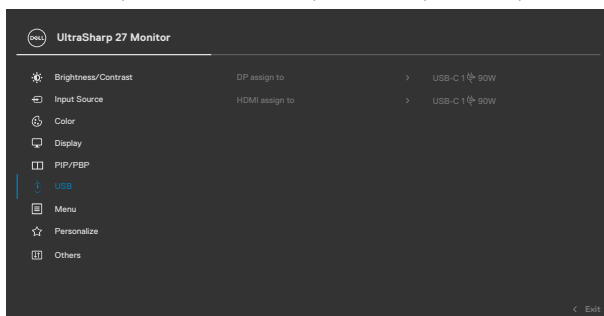 DELL UltraSharp 27 Monitor
Brightness/Contrast DP assign to > USB-C 1 90W
Input Source HDMI assign to > USB-C 1 90W
Color
Display
PIP/PBP
USB
Menu
Personalize
Others
< Exit